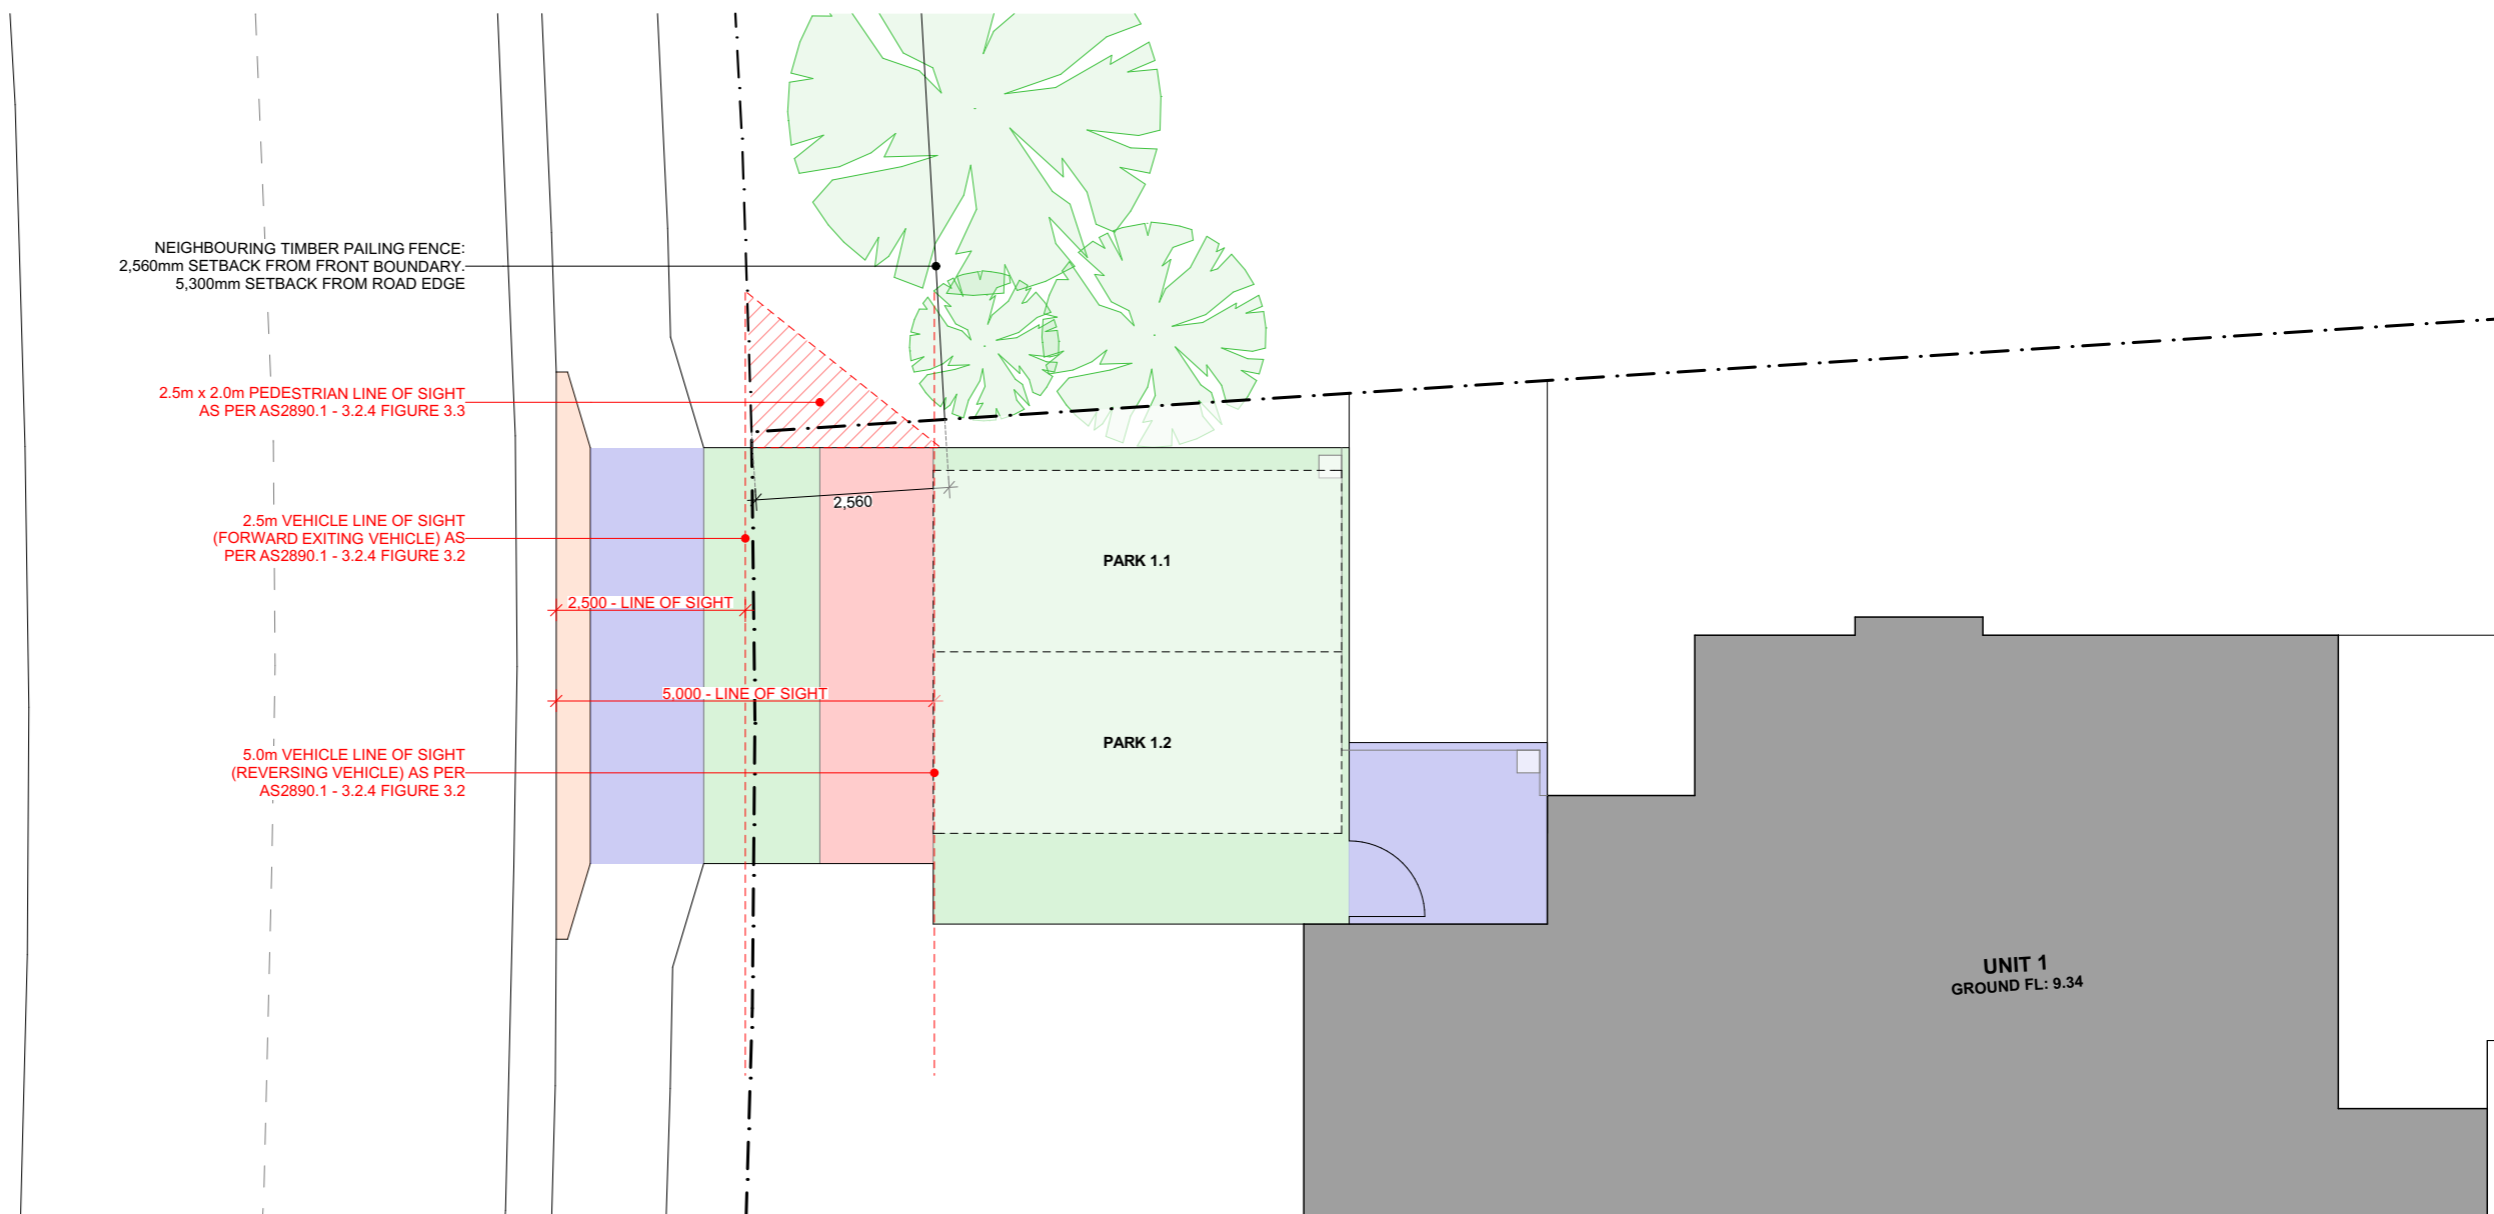 NEIGHBOURING TIMBER PAILING FENCE:
2,560mm SETBACK FROM FRONT BOUNDARY.
5,300mm SETBACK FROM ROAD EDGE
2.5m x 2.0m PEDESTRIAN LINE OF SIGHT
AS PER AS2890.1 - 3.2.4 FIGURE 3.3
2.5m VEHICLE LINE OF SIGHT
(FORWARD EXITING VEHICLE) AS
PER AS2890.1 - 3.2.4 FIGURE 3.2
5.0m VEHICLE LINE OF SIGHT
(REVERSING VEHICLE) AS PER
AS2890.1 - 3.2.4 FIGURE 3.2
2,560
2,500 - LINE OF SIGHT
5,000 - LINE OF SIGHT
PARK 1.1
PARK 1.2
UNIT 1
GROUND FL: 9.34